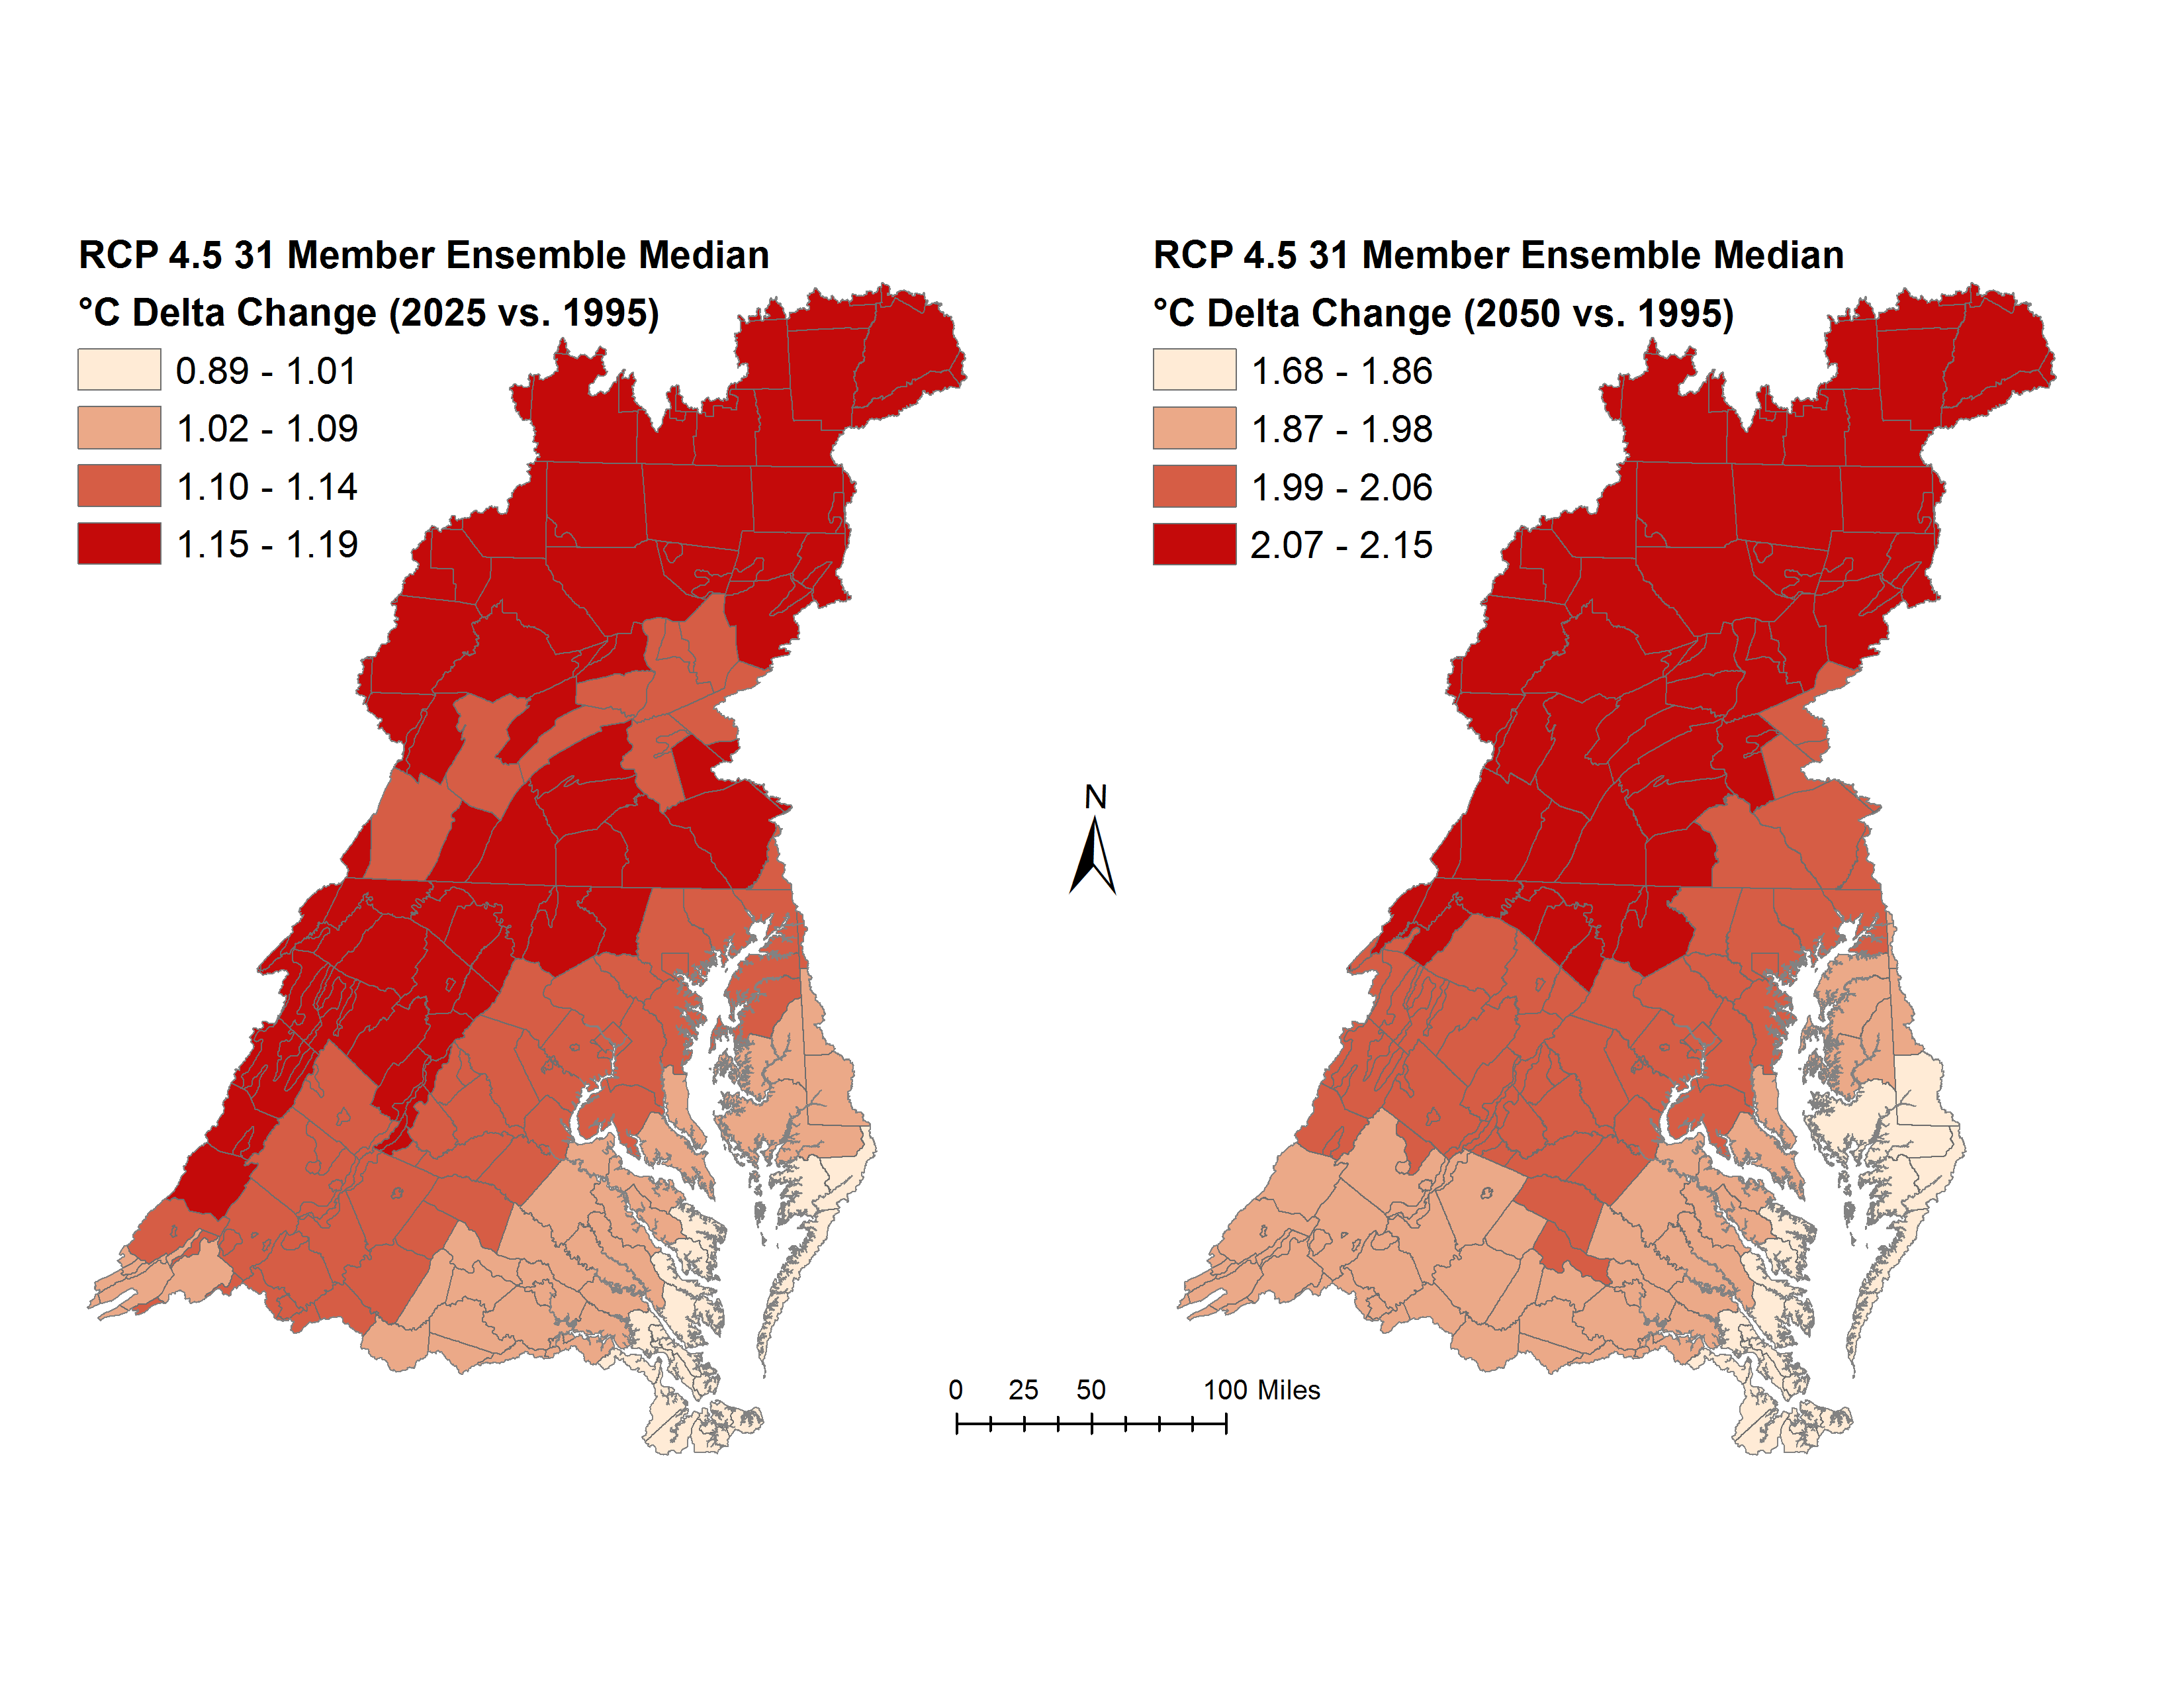 RCP 4.5 31 Member Ensemble Median
°C Delta Change (2025 vs. 1995)
0.89 - 1.01
1.02 - 1.09
1.10 - 1.14
1.15 - 1.19
RCP 4.5 31 Member Ensemble Median
°C Delta Change (2050 vs. 1995)
1.68 - 1.86
1.87 - 1.98
1.99 - 2.06
2.07 - 2.15
N
0 25 50 100 Miles